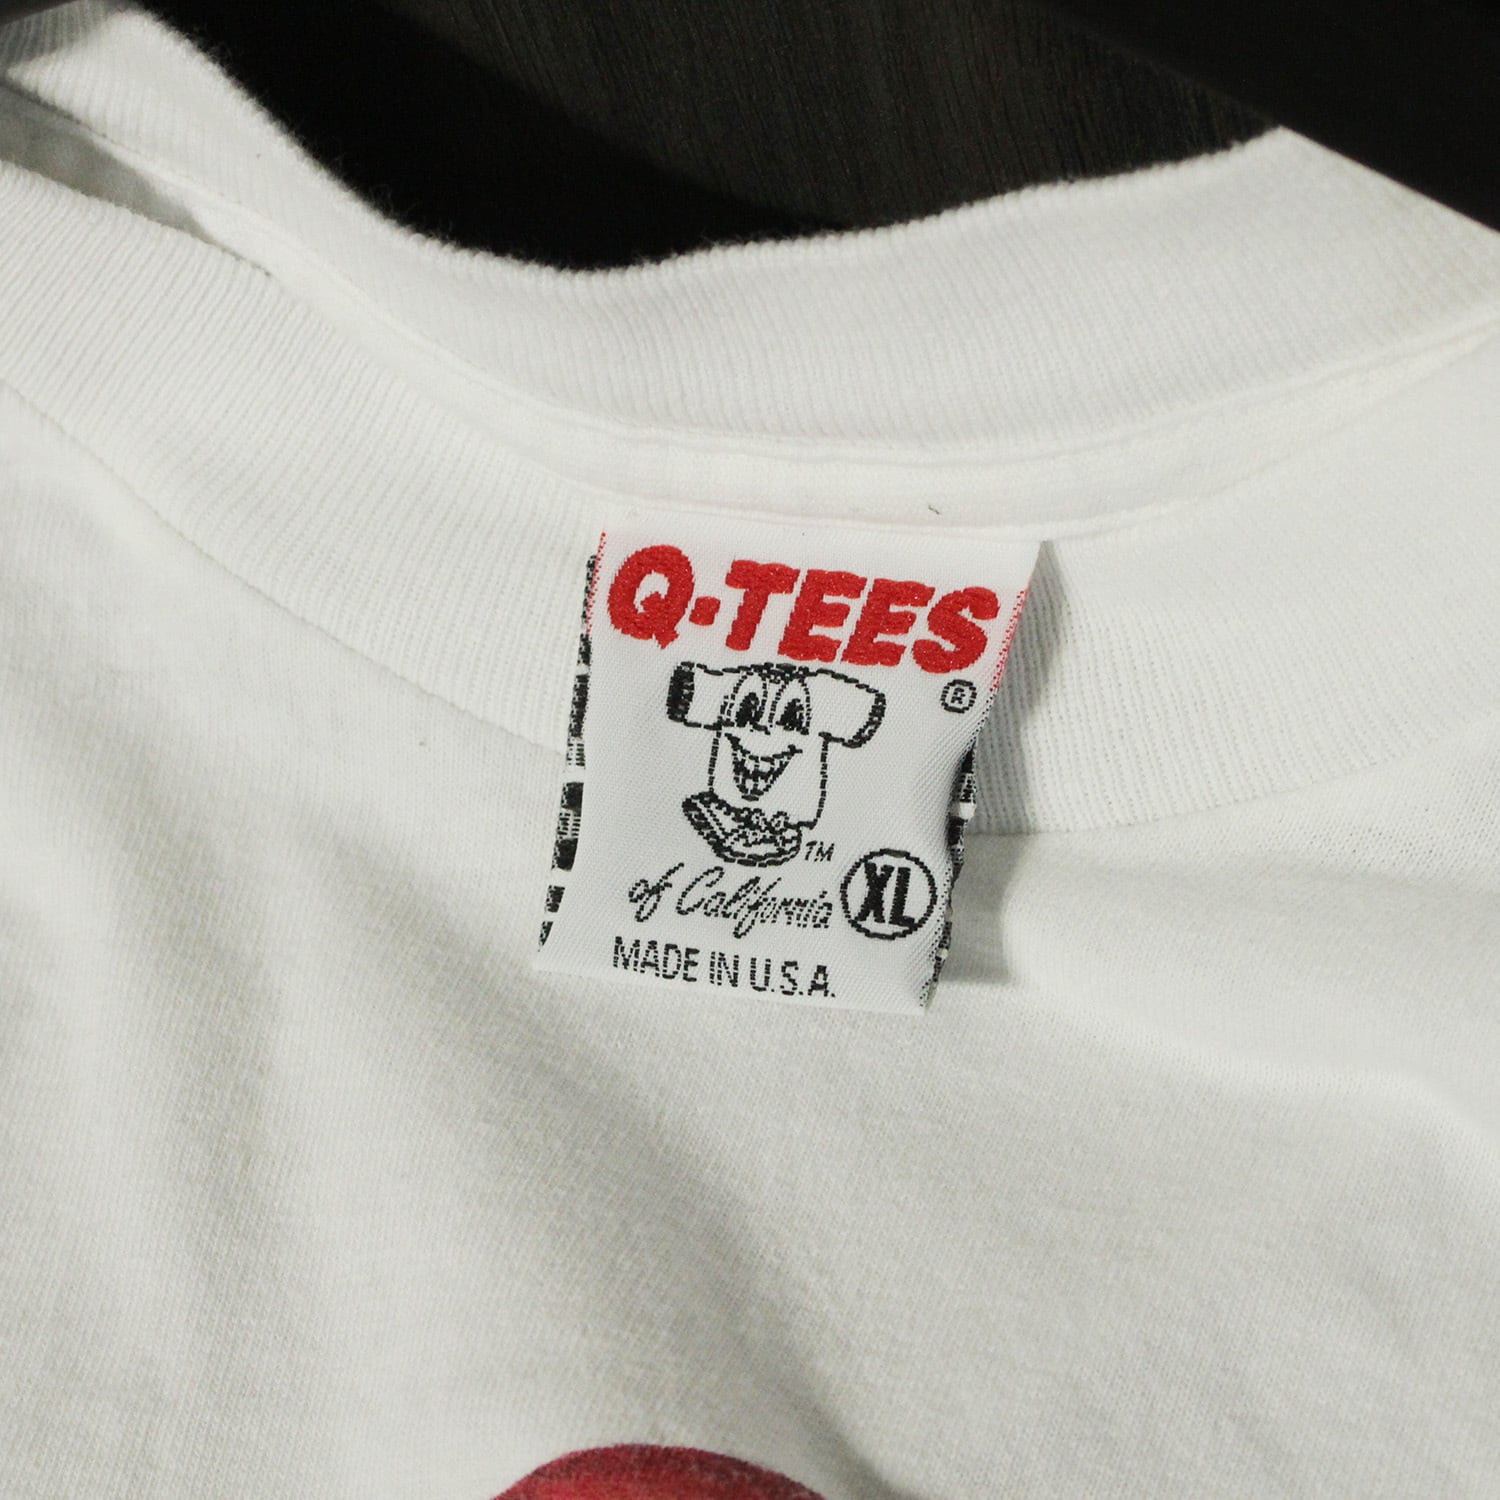 Q-TEES
®
TM
of California XL
MADE IN U.S.A.